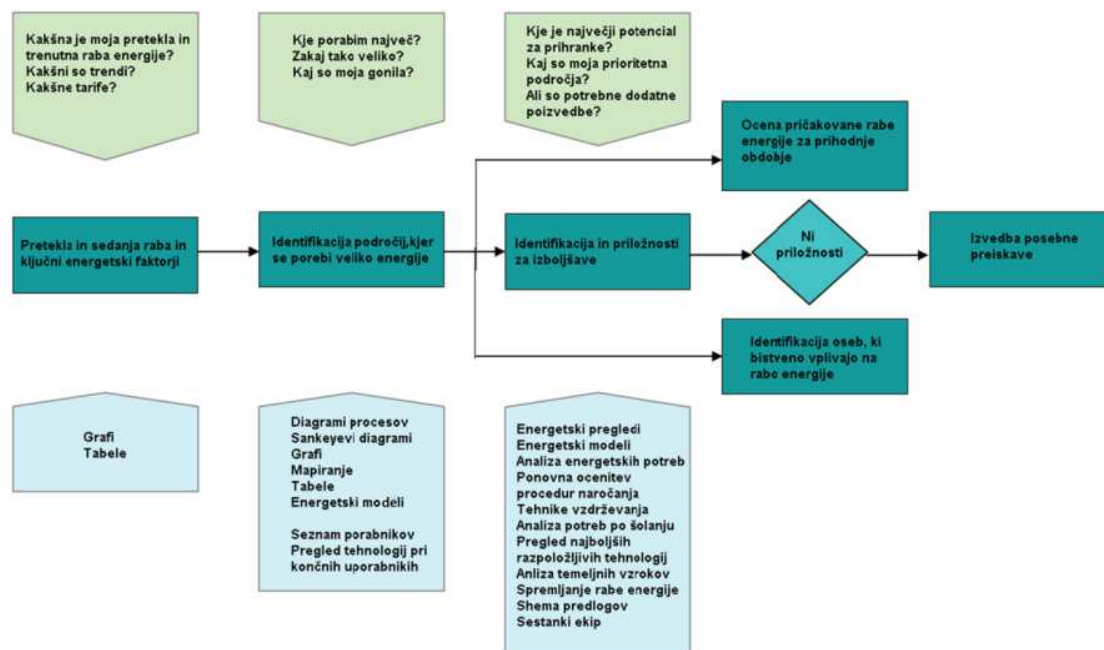 Kakšna je moja pretekla in
trenutna raba energije?
Kakšni so trendi?
Kakšne tarife?
Kje porabim največ?
Zakaj tako veliko?
Kaj so moja gonila?
Kje je največji potencial
za prihranke?
Kaj so moja prioritetna
področja?
Ali so potrebne dodatne
poizvedbe?
Ocena pričakovane rabe
energije za prihodnje
obdobje
Pretekla in sedanja raba in
ključni energetski faktorji
Identifikacija področij,kjer
se porebi veliko energije
Identifikacija in priložnosti
za izboljšave
Ni
priložnosti
Izvedba posebne
preiskave
Identifikacija oseb, ki
bistveno vplivajo na
rabo energije
Grafi
Tabele
Diagrami procesov
Sankeyevi diagrami
Grafi
Mapiranje
Tabele
Energetski modeli
Seznam porabnikov
Pregled tehnologij pri
končnih uporabnikih
Energetski pregledi
Energetski modeli
Analiza energetskih potreb
Ponovna ocenitev
procedur naročanja
Tehnike vzdrževanja
Analiza potreb po šolanju
Pregled najboljših
razpoložljivih tehnologij
Anliza temeljnih vzrokov
Spremljanje rabe energije
Shema predlogov
Sestanki ekip